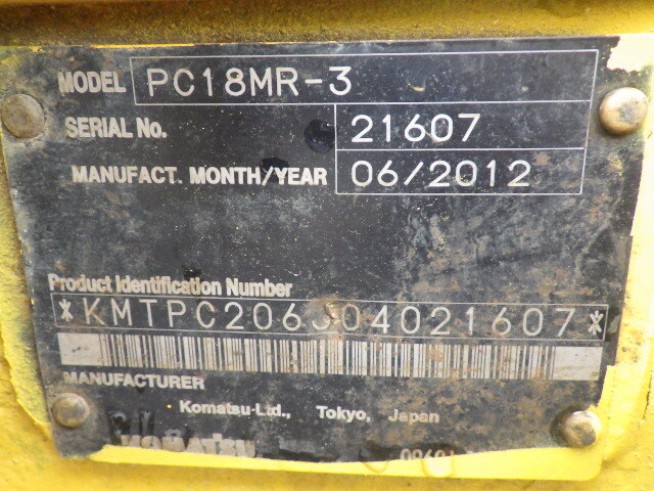 MODEL PC18MR-3
SERIAL No. 21607
MANUFACT. MONTH/YEAR 06/2012
Product Identification Number
MANUFACTURER
Komatsu-Ltd., Tokyo, Japan
KOMATSU